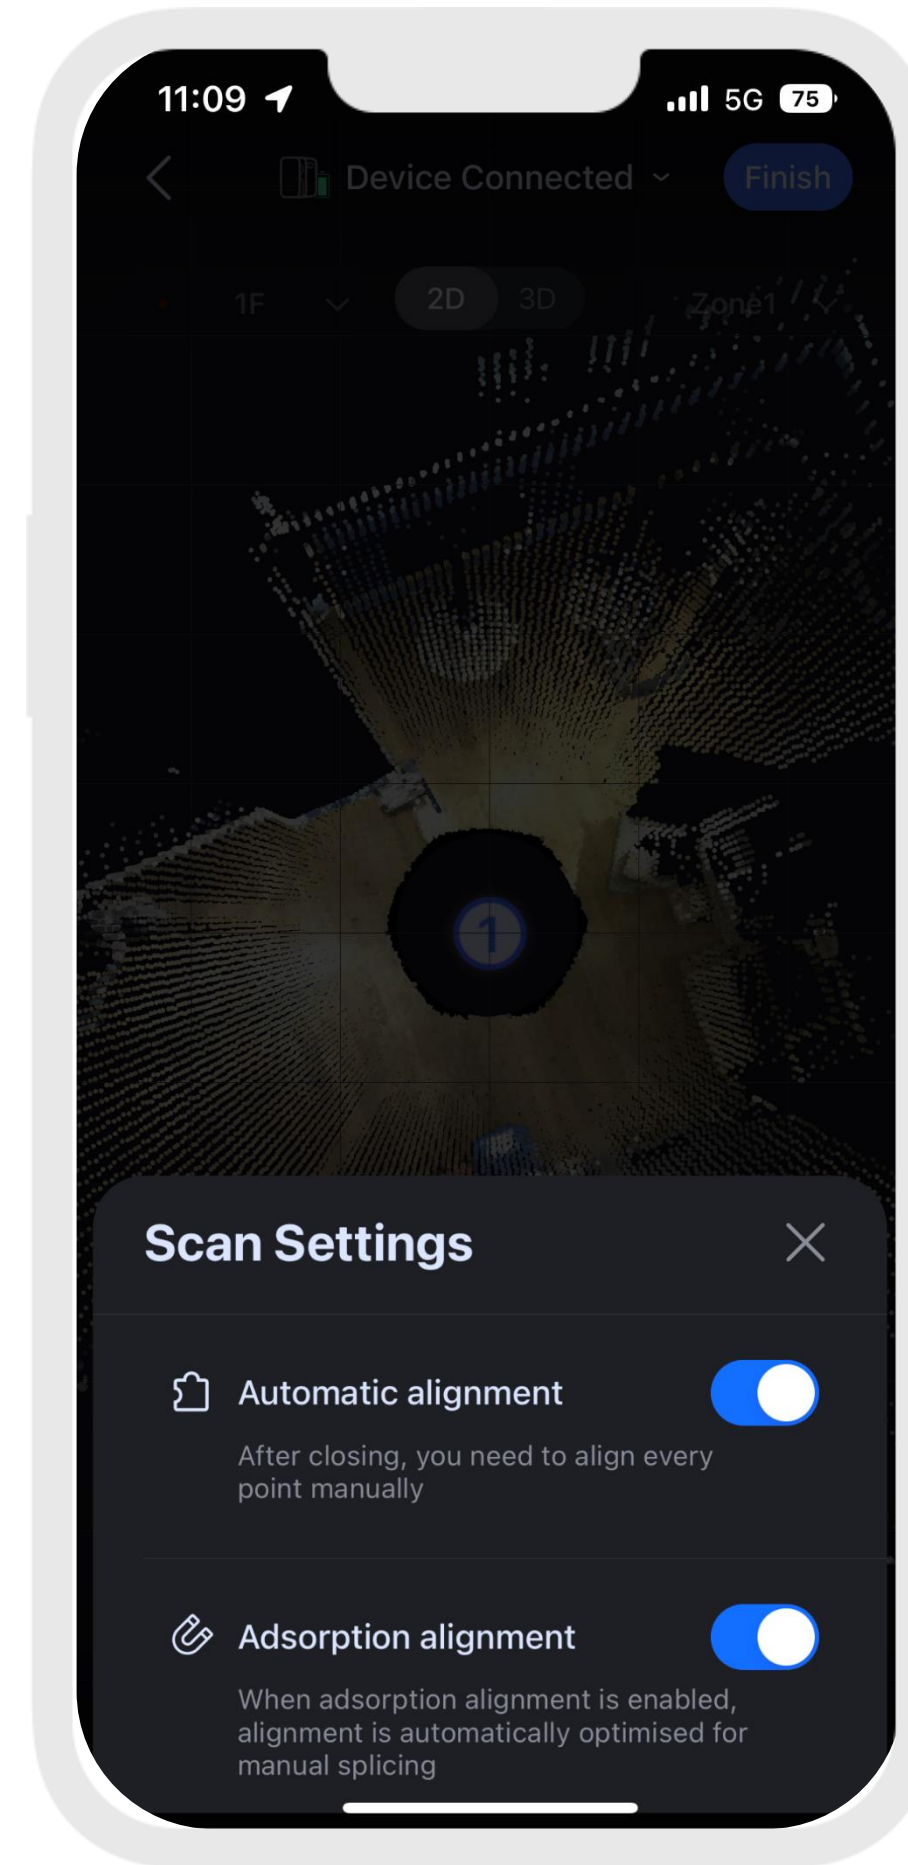 11:09
5G 75
Device Connected
Finish
1F
2D
3D
Zone1
1
Scan Settings
Automatic alignment
After closing, you need to align every
point manually
Adsorption alignment
When adsorption alignment is enabled,
alignment is automatically optimised for
manual splicing